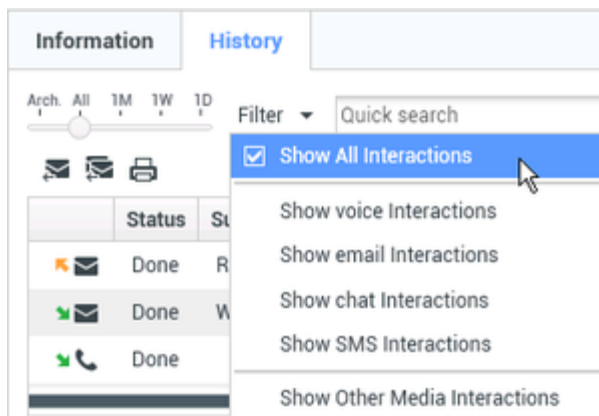 Information History
Arch. All 1M 1W 1D
Filter Quick search
Show All Interactions
Show voice Interactions
Status
Show email Interactions
Done R
Show chat Interactions
Done W
Show SMS Interactions
Done
Show Other Media Interactions